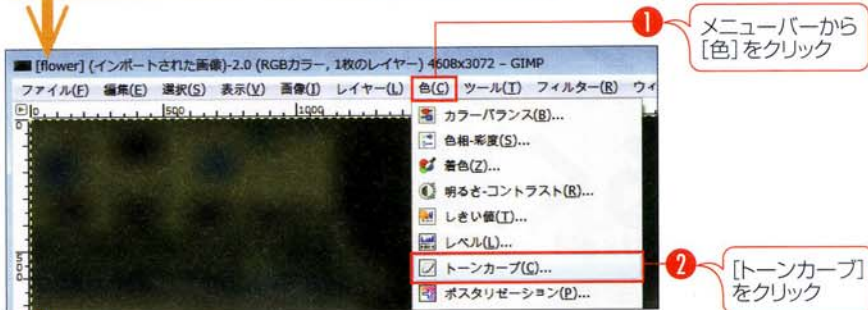 1 メニューバーから
[色]をクリック
[flower] (インポートされた画像)-2.0 (RGBカラー, 1枚のレイヤー) 4608x3072 – GIMP
ファイル(F) 編集(E) 選択(S) 表示(V) 画像(I) レイヤー(L) 色(C) ツール(T) フィルター(R) ウィ
0 500 1000
0
カラーバランス(B)...
色相-彩度(S)...
着色(Z)...
明るさ-コントラスト(R)...
しきい値(T)...
レベル(L)...
500
トーンカーブ(C)...
2 [トーンカーブ]
をクリック
ポスタリゼーション(P)...